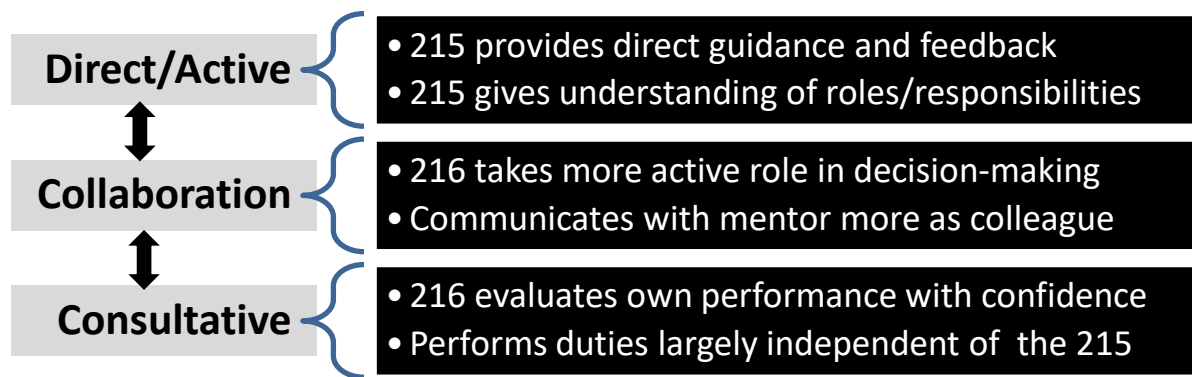 Direct/Active
• 215 provides direct guidance and feedback
• 215 gives understanding of roles/responsibilities
Collaboration
• 216 takes more active role in decision-making
• Communicates with mentor more as colleague
Consultative
• 216 evaluates own performance with confidence
• Performs duties largely independent of the 215